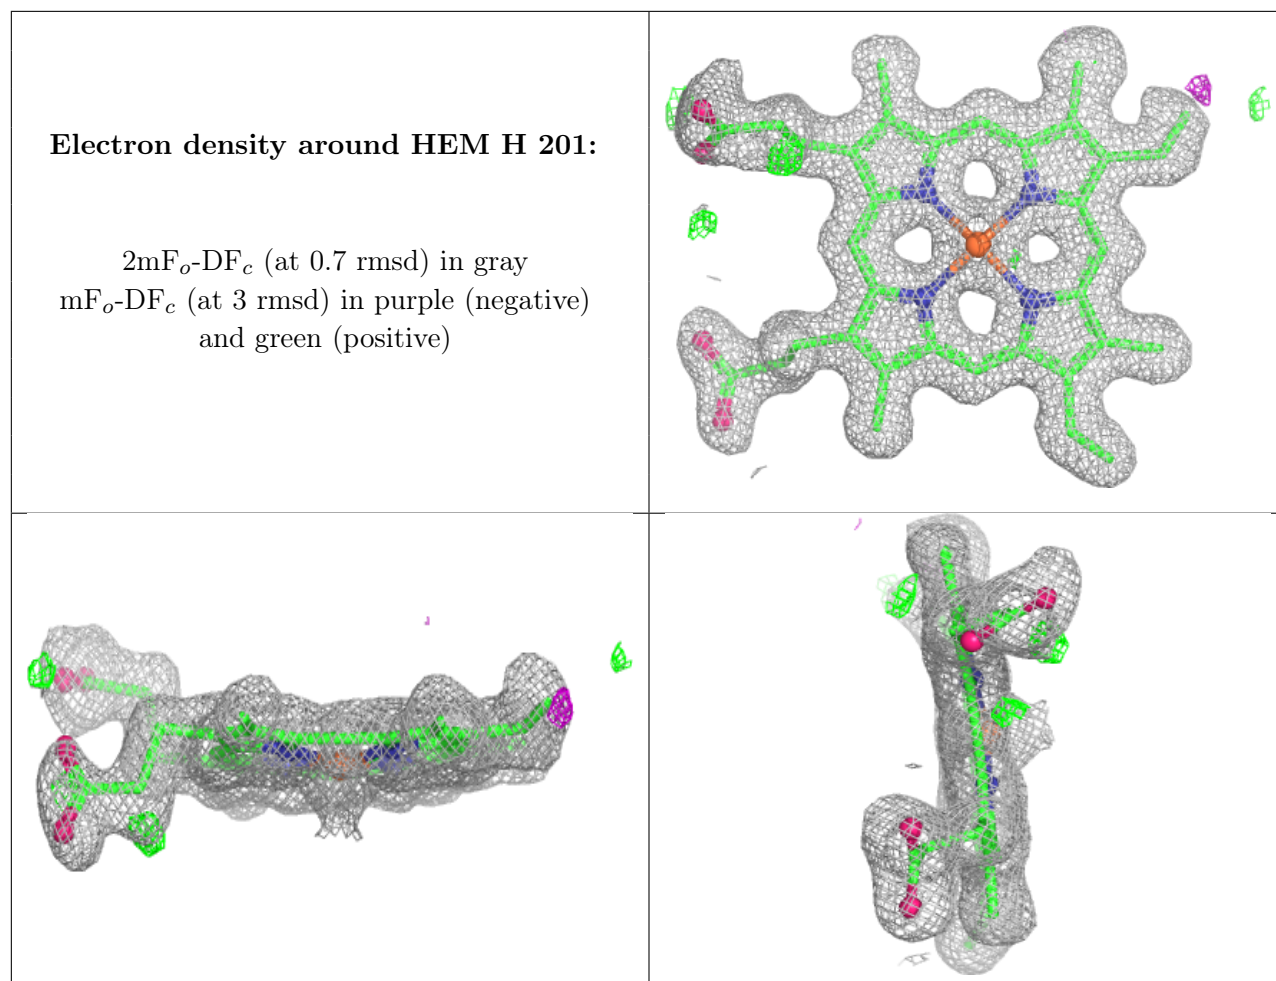 Electron density around HEM H 201:
2mFo-DFc (at 0.7 rmsd) in gray
mFo-DFc (at 3 rmsd) in purple (negative)
and green (positive)